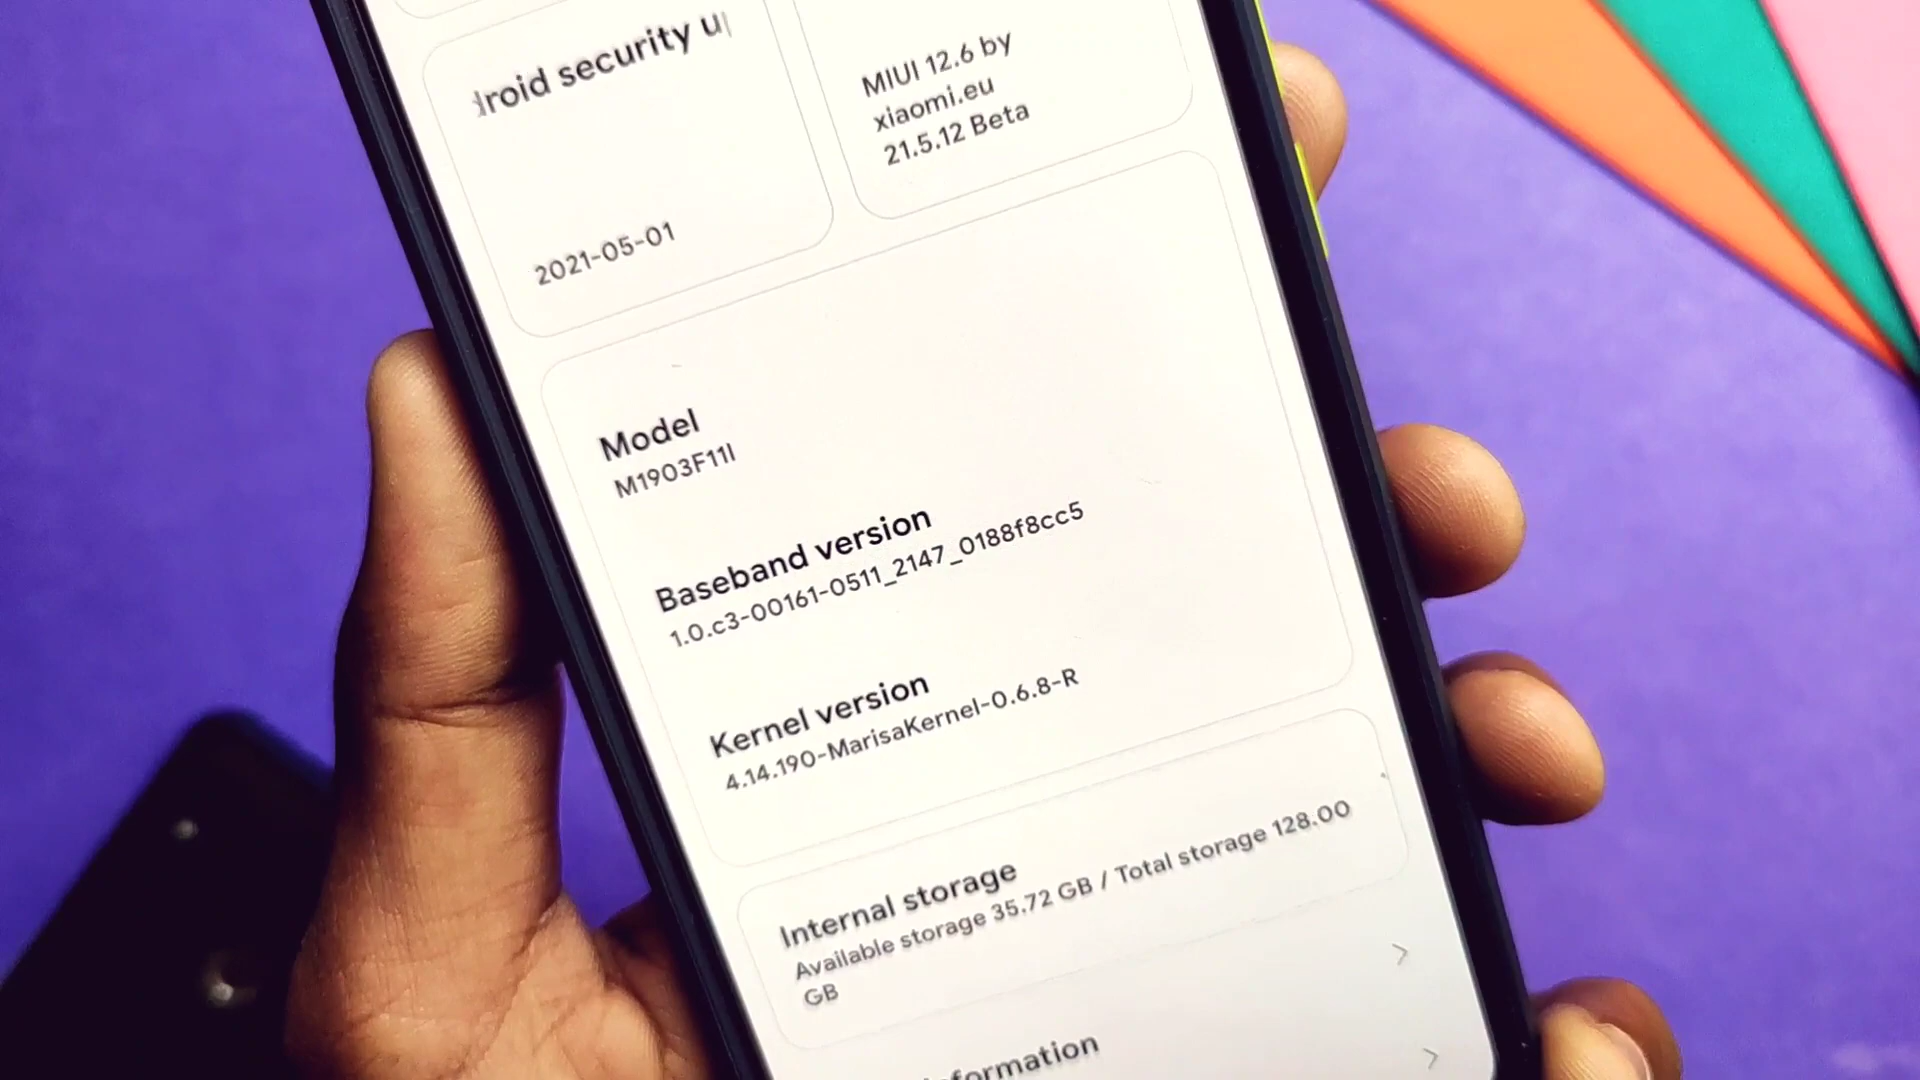 droid security up
2021-05-01
MIUI 12.6 by
xiaomi.eu
21.5.12 Beta
Model
M1903F11I
Baseband version
1.0.c3-00161-0511_2147_0188f8cc5
Kernel version
4.14.190-MarisaKernel-0.6.8-R
Internal storage
Available storage 35.72 GB / Total storage 128.00
GB
formation